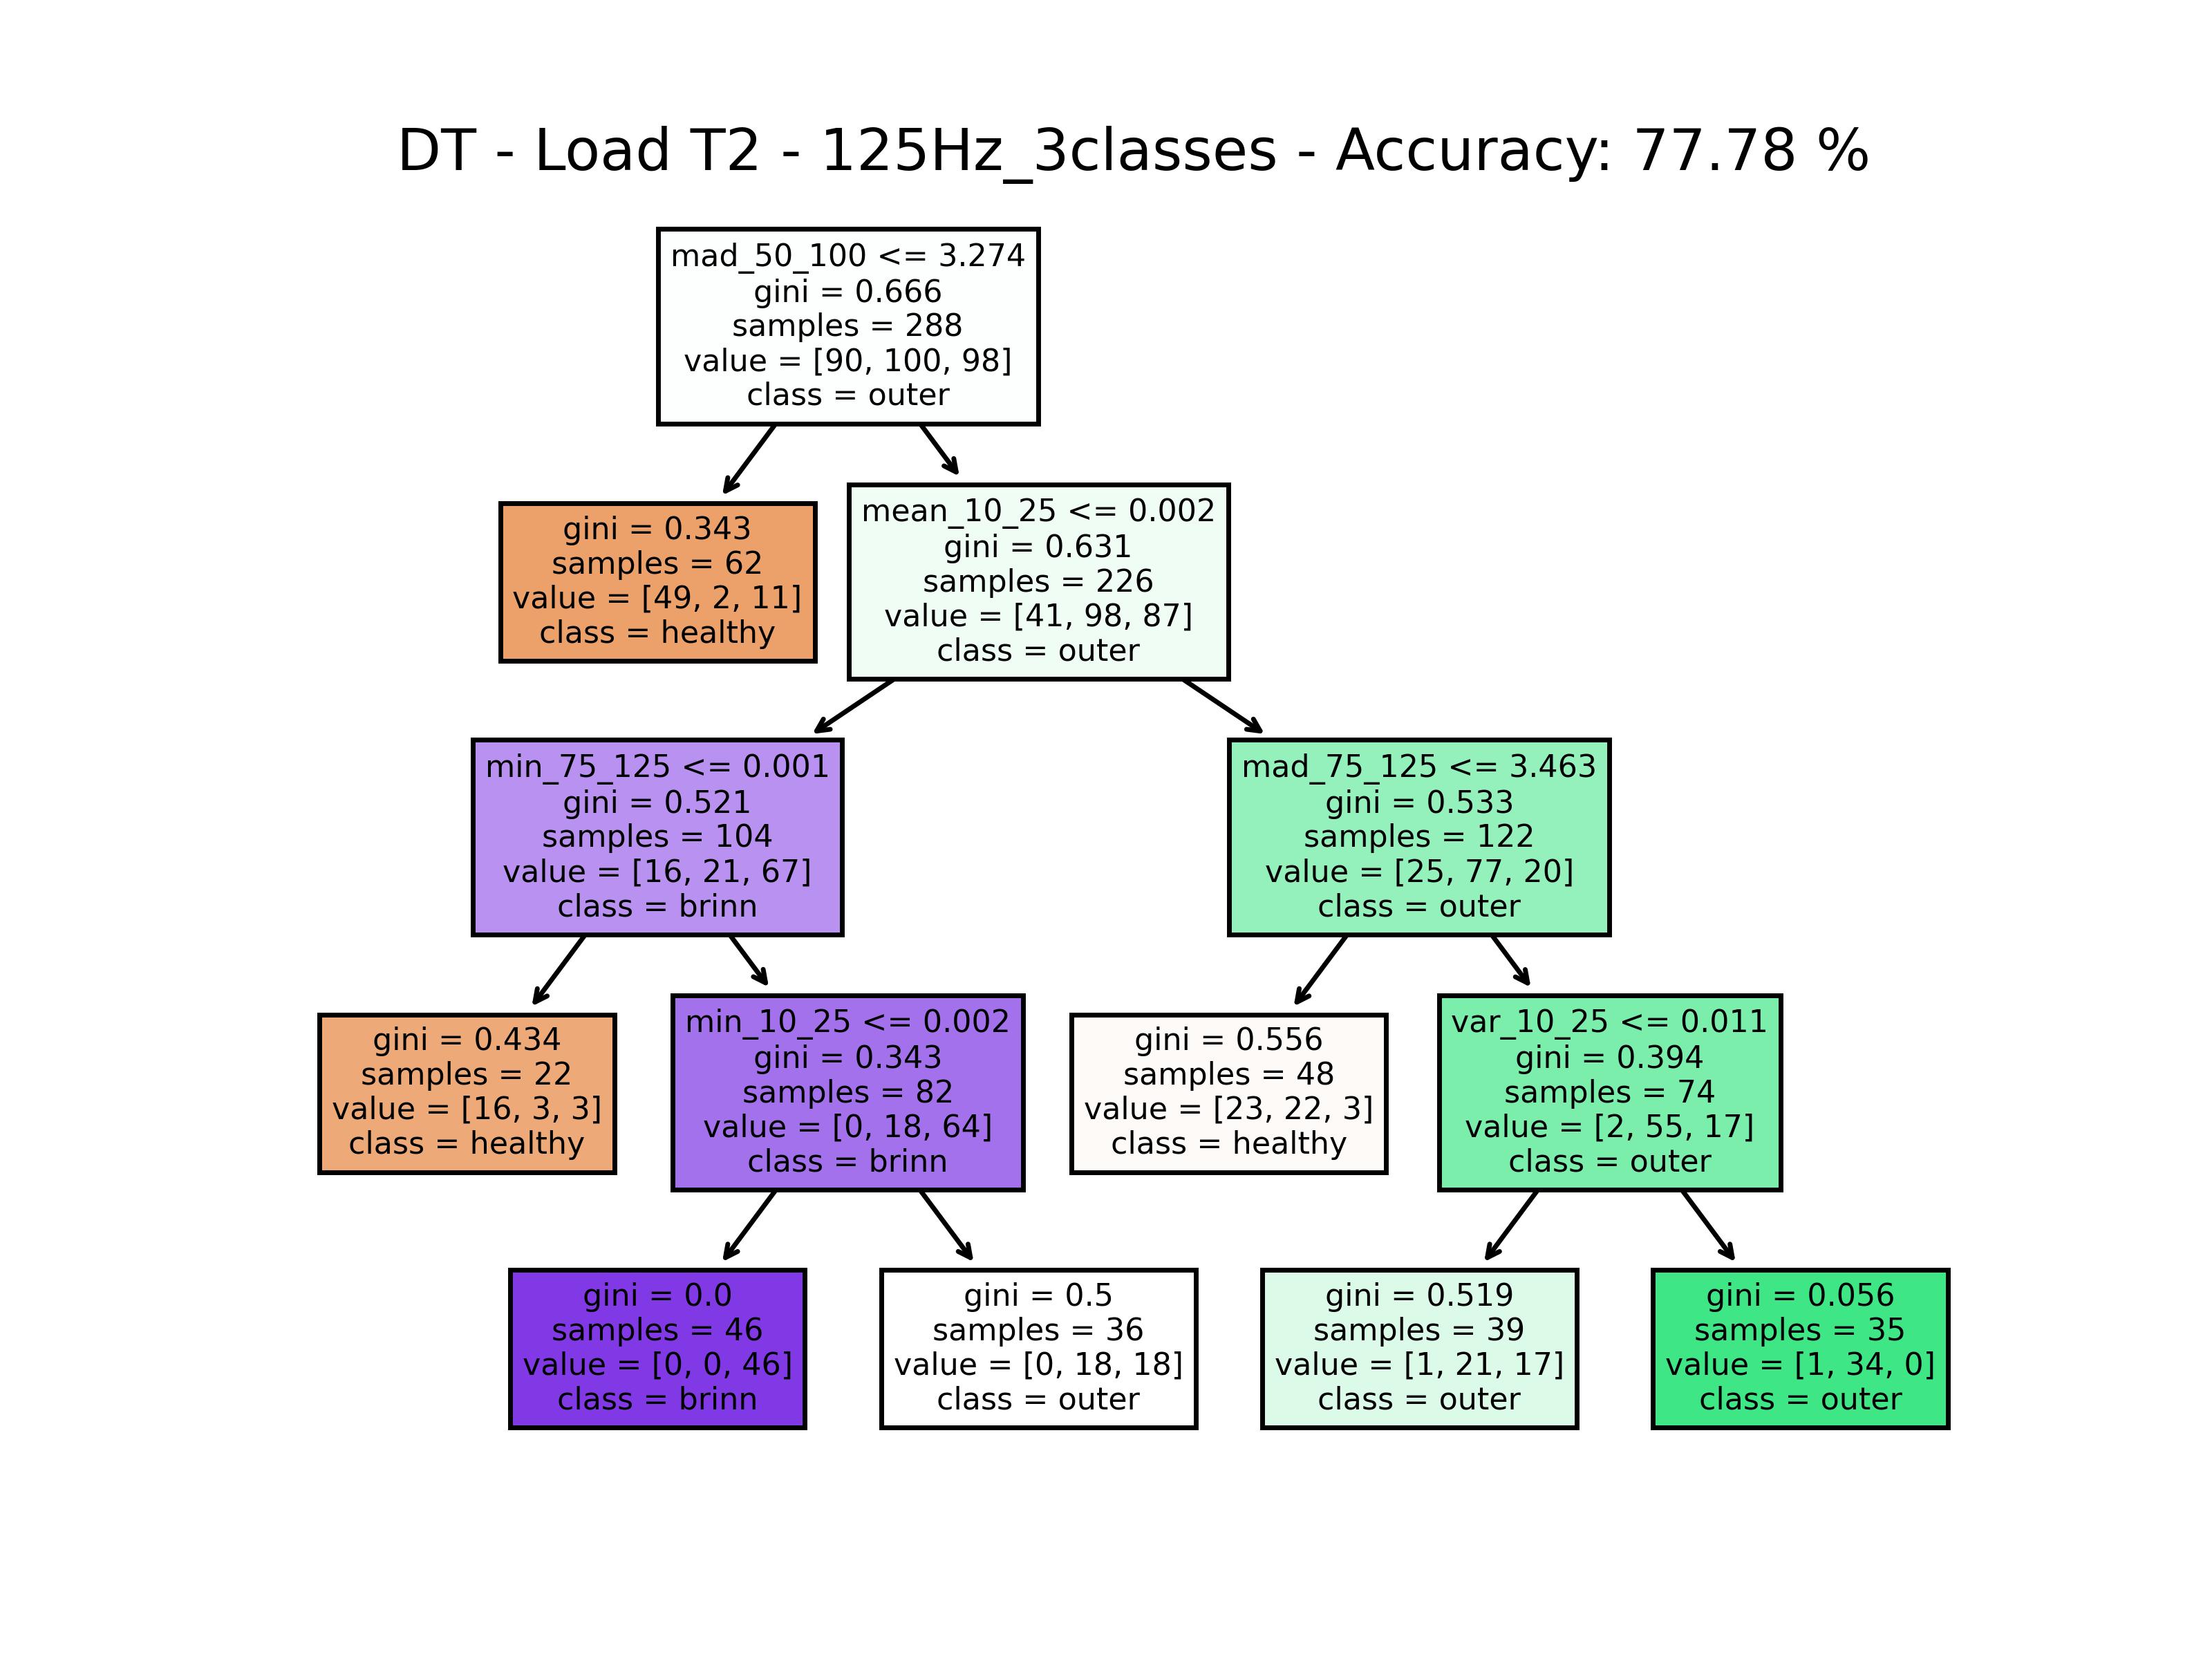 DT - Load T2 - 125Hz_3classes - Accuracy: 77.78 %
mad_50_100 <= 3.274
gini = 0.666
samples = 288
value = [90, 100, 98]
class = outer
gini = 0.343
samples = 62
value = [49, 2, 11]
class = healthy
mean_10_25 <= 0.002
gini = 0.631
samples = 226
value = [41, 98, 87]
class = outer
min_75_125 <= 0.001
gini = 0.521
samples = 104
value = [16, 21, 67]
class = brinn
mad_75_125 <= 3.463
gini = 0.533
samples = 122
value = [25, 77, 20]
class = outer
gini = 0.434
samples = 22
value = [16, 3, 3]
class = healthy
min_10_25 <= 0.002
gini = 0.343
samples = 82
value = [0, 18, 64]
class = brinn
gini = 0.556
samples = 48
value = [23, 22, 3]
class = healthy
var_10_25 <= 0.011
gini = 0.394
samples = 74
value = [2, 55, 17]
class = outer
gini = 0.0
samples = 46
value = [0, 0, 46]
class = brinn
gini = 0.5
samples = 36
value = [0, 18, 18]
class = outer
gini = 0.519
samples = 39
value = [1, 21, 17]
class = outer
gini = 0.056
samples = 35
value = [1, 34, 0]
class = outer